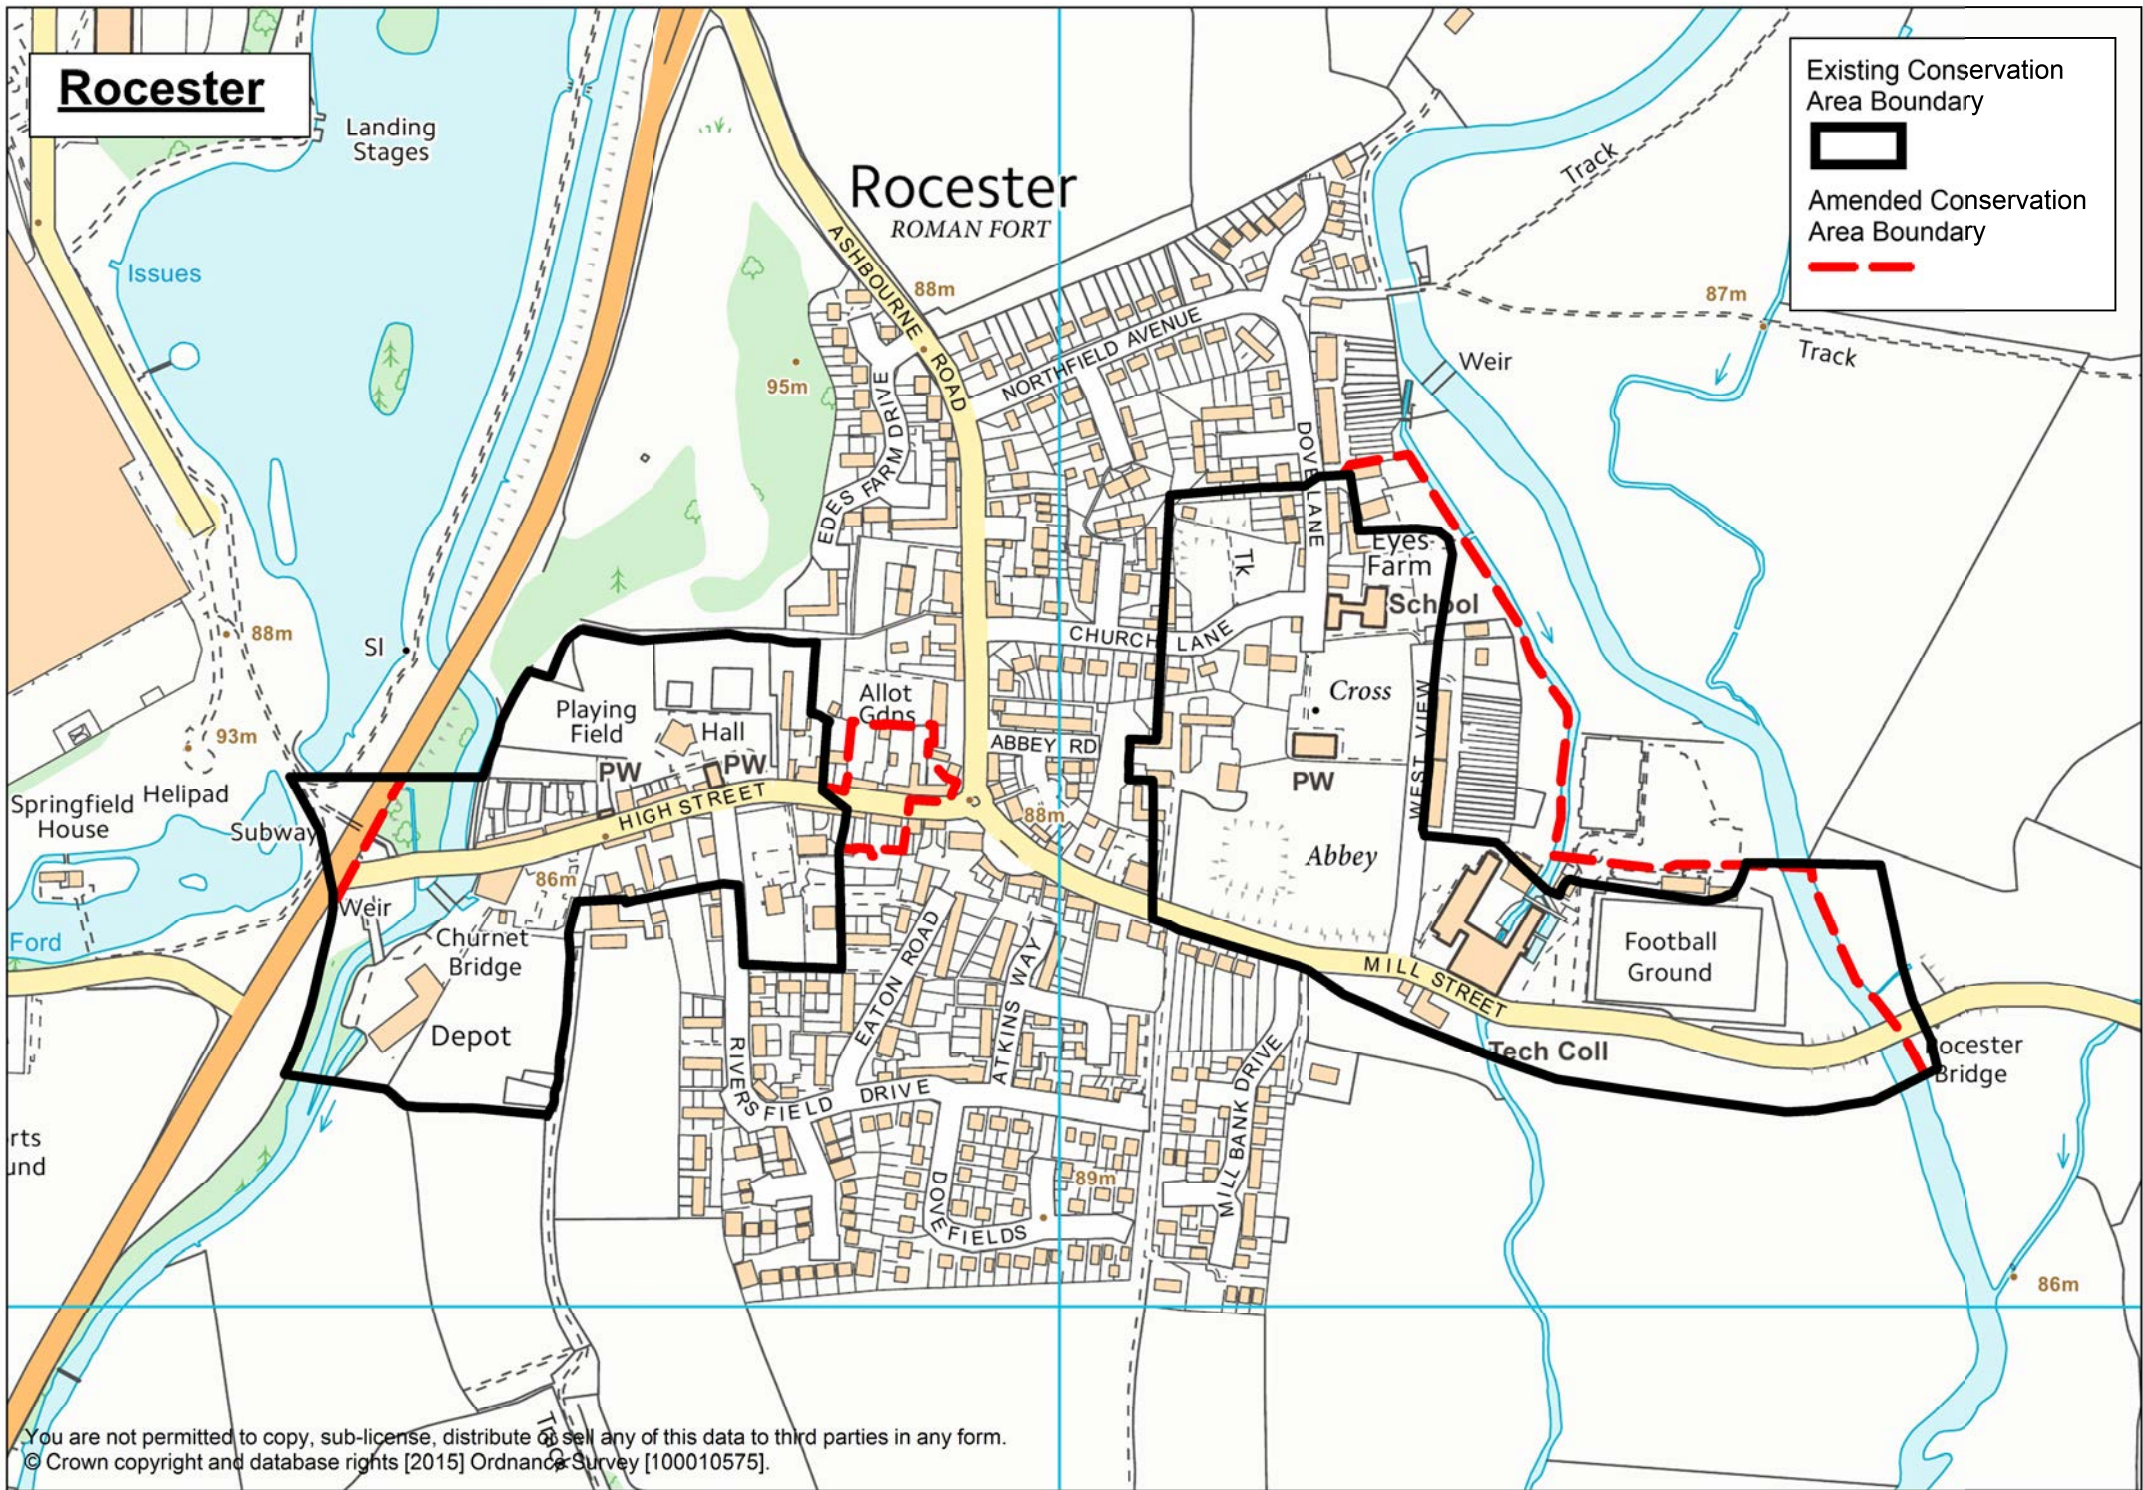 Rocester
Existing Conservation
Area Boundary
Amended Conservation
Area Boundary
Landing
Stages
Rocester
ROMAN FORT
Track
Issues
ASHBOURNE ROAD
88m
87m
Track
Weir
95m
NORTHFIELD AVENUE
EDES FARM DRIVE
DOVE LANE
Tk
Eyes
Farm
School
88m
Sl
CHURCH LANE
Playing
Field
Hall
Allot
Gdns
Cross
93m
ABBEY RD
WEST VIEW
PW
PW
PW
Springfield
House
Helipad
Subway
HIGH STREET
88m
Abbey
86m
Weir
Ford
Churnet
Bridge
EATON ROAD
ATKINS WAY
MILL STREET
Football
Ground
Depot
Tech Coll
ocester
Bridge
RIVERSFIELD DRIVE
MILL BANK DRIVE
rts
und
DOVEFIELDS
89m
86m
Track
You are not permitted to copy, sub-license, distribute or sell any of this data to third parties in any form.
© Crown copyright and database rights [2015] Ordnance Survey [100010575].